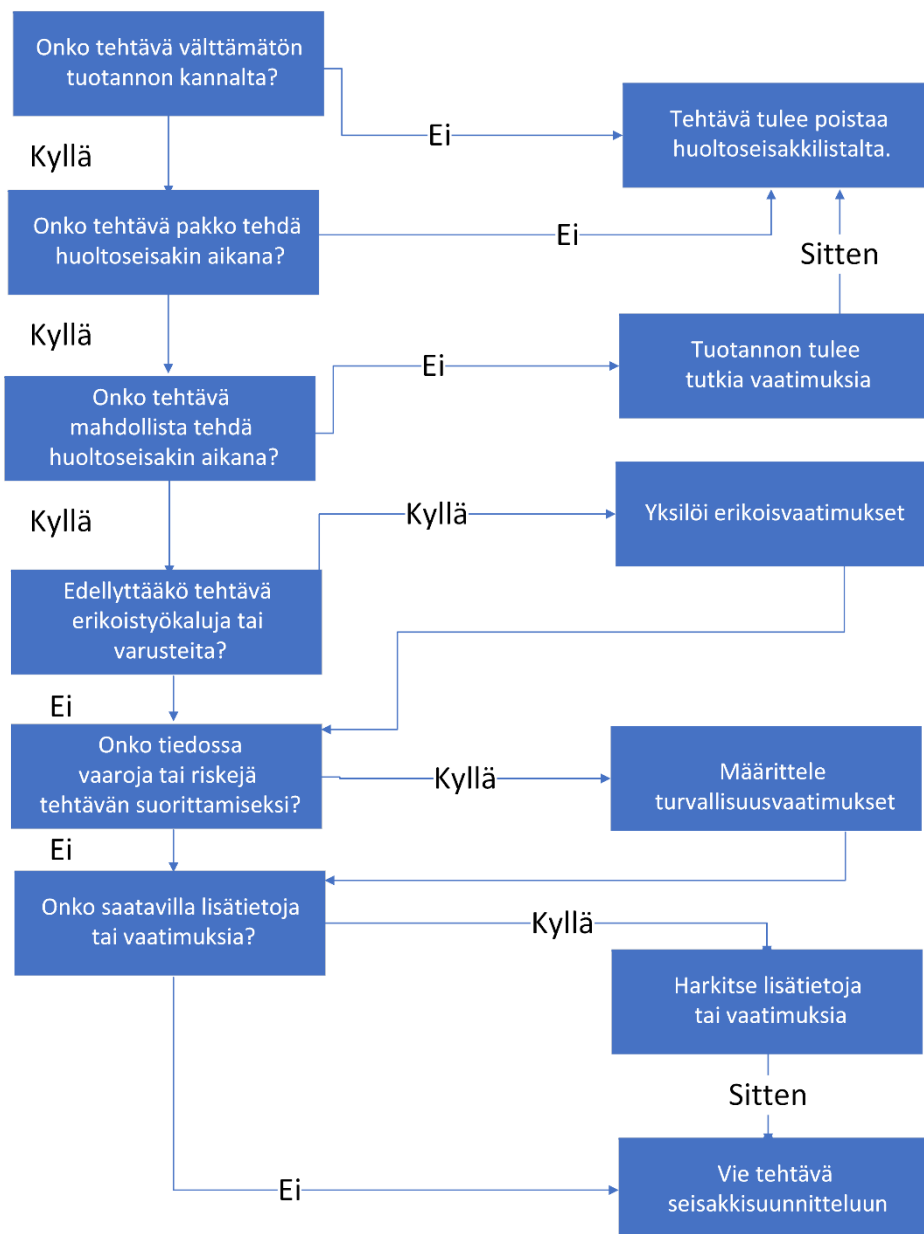 Onko tehtävä välttämätön
tuotannon kannalta?
Ei
Tehtävä tulee poistaa
huoltoseisakkilistalta.
Kyllä
Onko tehtävä pakko tehdä
huoltoseisakin aikana?
Ei
Sitten
Kyllä
Ei
Tuotannon tulee
tutkia vaatimuksia
Onko tehtävä
mahdollista tehdä
huoltoseisakin aikana?
Kyllä
Kyllä
Yksilöi erikoisvaatimukset
Edellyttääkö tehtävä
erikoistyökaluja tai
varusteita?
Ei
Onko tiedossa
vaaroja tai riskejä
tehtävän suorittamiseksi?
Kyllä
Määrittele
turvallisuusvaatimukset
Ei
Onko saatavilla lisätietoja
tai vaatimuksia?
Kyllä
Harkitse lisätietoja
tai vaatimuksia
Sitten
Ei
Vie tehtävä
seisakkisuunnitteluun